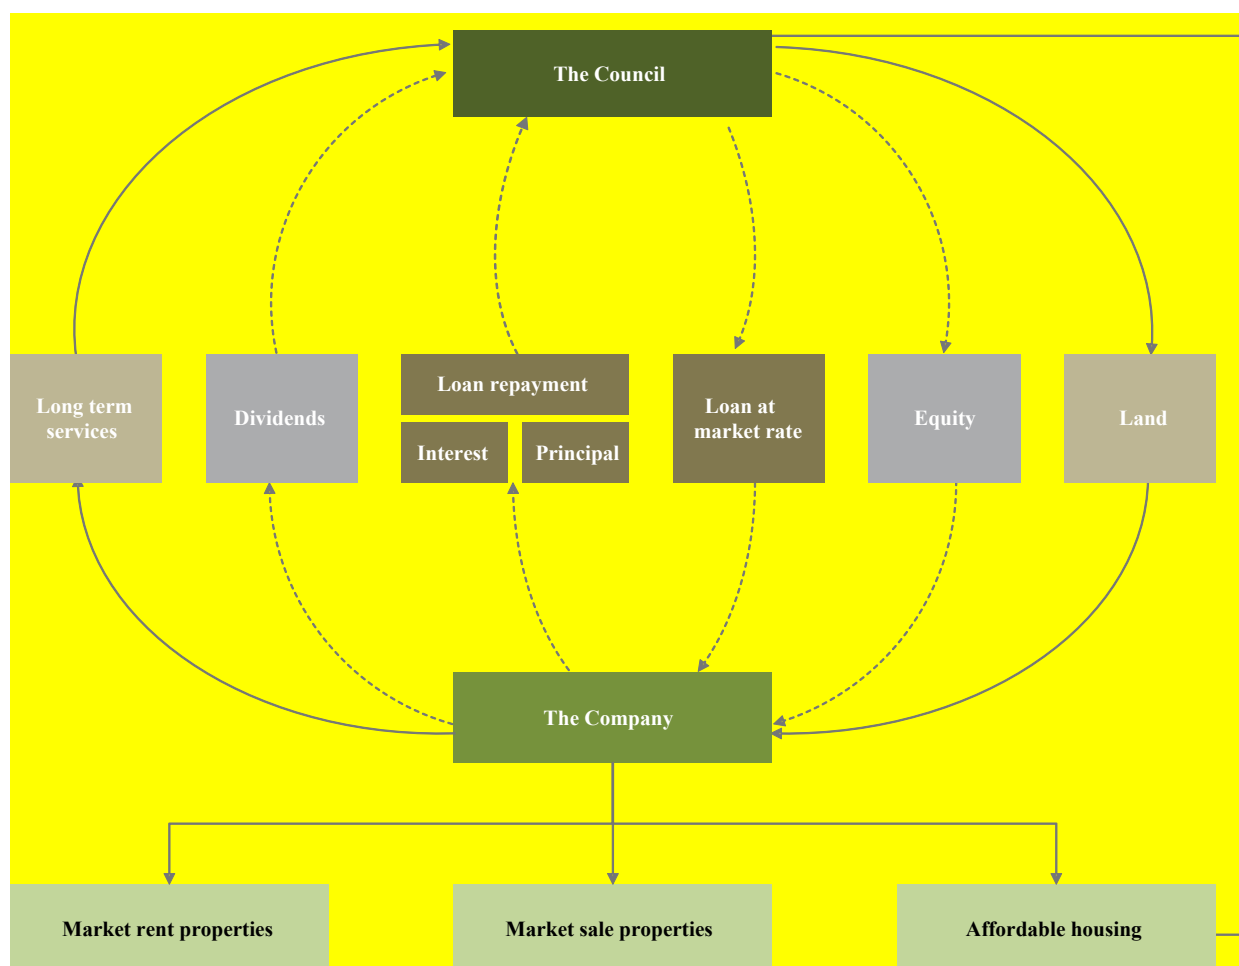 The Council
Long term
services
Dividends
Loan repayment
Interest
Principal
Loan at
market rate
Equity
Land
The Company
Market rent properties
Market sale properties
Affordable housing